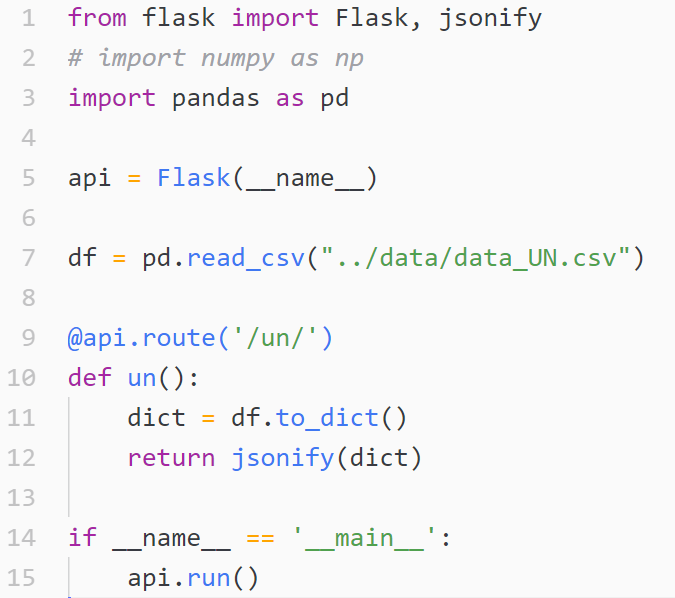 1 from flask import Flask, jsonify
2 # import numpy as np
3 import pandas as pd
4
5 api = Flask(__name__)
6
7 df = pd.read_csv("../data/data_UN.csv")
8
9 @api.route('/un/')
10 def un():
11     dict = df.to_dict()
12     return jsonify(dict)
13
14 if __name__ == '__main__':
15     api.run()